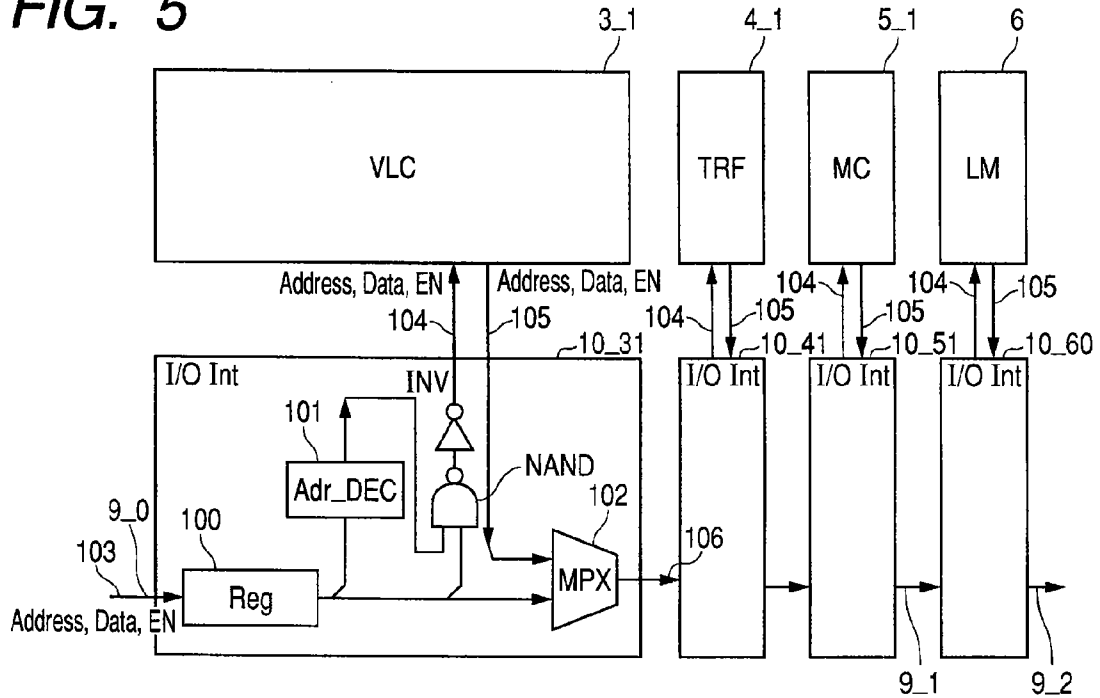 FIG. 5
3_1
4_1
5_1
6
VLC
TRF
MC
LM
Address, Data, EN
Address, Data, EN
104
105
104
105
104
105
104
105
10_31
10_41
10_51
10_60
I/O Int
INV
I/O Int
I/O Int
I/O Int
101
Adr_DEC
NAND
102
9_0
103
100
Reg
MPX
106
Address, Data, EN
9_1
9_2